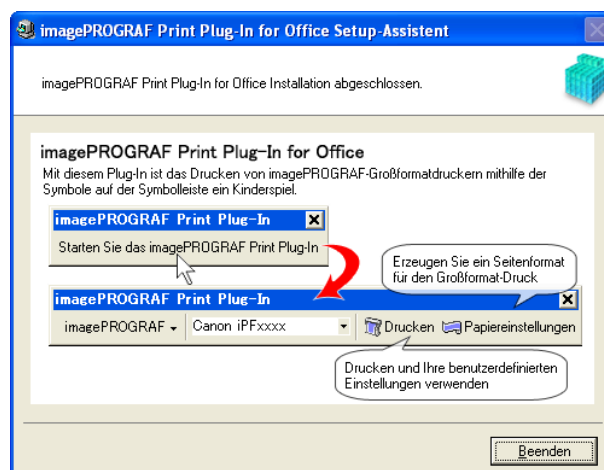 imagePROGRAF Print Plug-In for Office Setup-Assistent
imagePROGRAF Print Plug-In for Office Installation abgeschlossen.
imagePROGRAF Print Plug-In for Office
Mit diesem Plug-In ist das Drucken von imagePROGRAF-Großformatdruckern mithilfe der
Symbole auf der Symbolleiste ein Kinderspiel.
imagePROGRAF Print Plug-In
Starten Sie das imagePROGRAF Print Plug-In
Erzeugen Sie ein Seitenformat
für den Großformat-Druck
imagePROGRAF Print Plug-In
imagePROGRAF Canon iPFxxxx Drucken Papiereinstellungen
Drucken und Ihre benutzerdefinierten
Einstellungen verwenden
Beenden